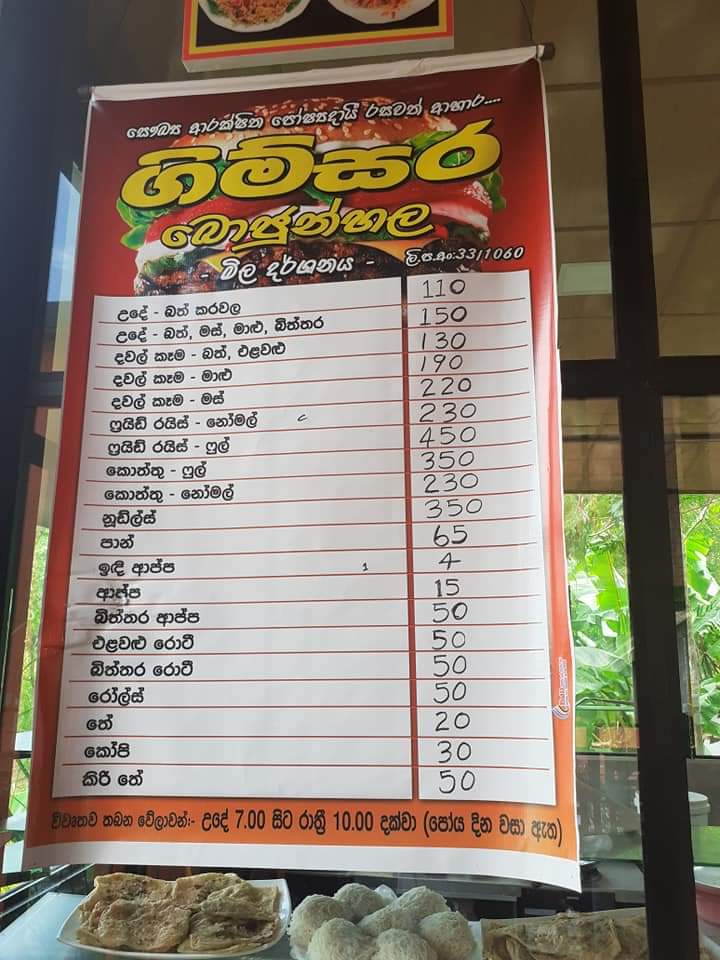 සෞඛ්‍ය ආරක්ෂිත පෝෂ්‍යදායී රසවත් ආහාර....
ගිම්සර
බොජුන්හල
- මිල දර්ශනය - ලි.ප.අං:33/1060
උදේ - බත් කරවල 110
උදේ - බත්, මස්, මාළු, බිත්තර 150
දවල් කෑම - බත්, එළවළු 130
දවල් කෑම - මාළු 190
දවල් කෑම - මස් 220
ෆ්‍රයිඩ් රයිස් - නෝමල් 230
ෆ්‍රයිඩ් රයිස් - ෆුල් 450
කොත්තු - ෆුල් 350
කොත්තු - නෝමල් 230
නූඩ්ල්ස් 350
පාන් 65
ඉඳි ආප්ප 4
ආප්ප 15
බිත්තර ආප්ප 50
එළවළු රොටී 50
බිත්තර රොටී 50
රෝල්ස් 50
තේ 20
කෝපි 30
කිරි තේ 50
විවෘතව තබන වේලාවන්:- උදේ 7.00 සිට රාත්‍රී 10.00 දක්වා (පෝය දින වසා ඇත)